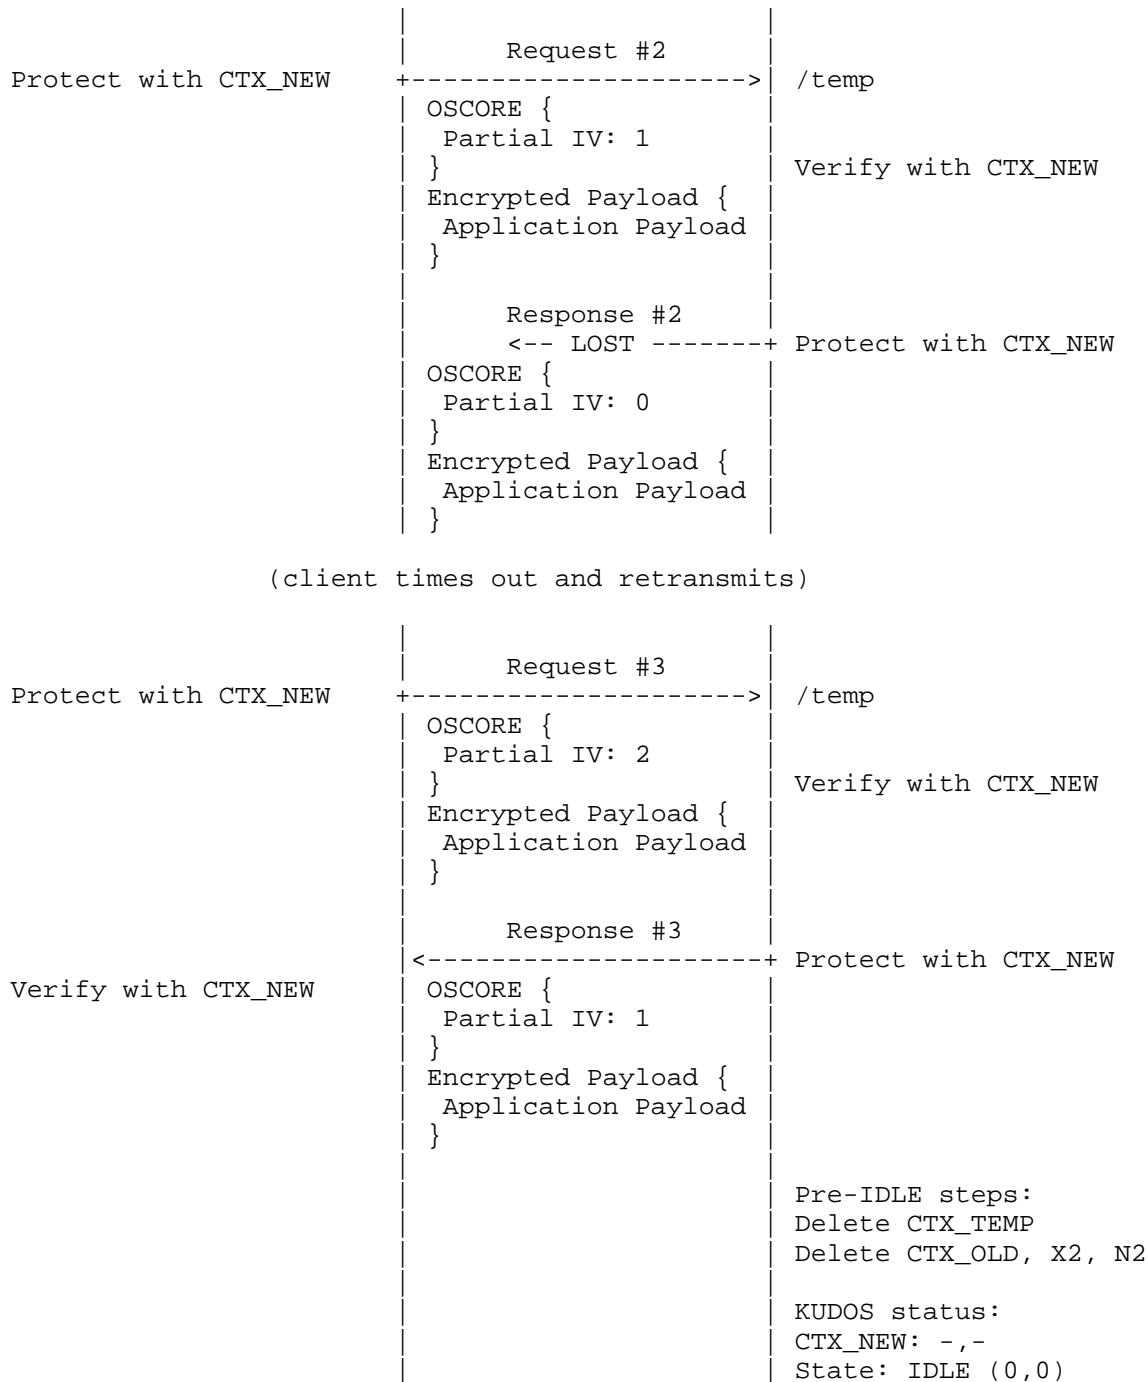 Request #2
Protect with CTX_NEW +--------------------->| /temp
OSCORE {
Partial IV: 1
} Verify with CTX_NEW
Encrypted Payload {
Application Payload
}
Response #2
<-- LOST -------+ Protect with CTX_NEW
OSCORE {
Partial IV: 0
}
Encrypted Payload {
Application Payload
}
(client times out and retransmits)
Request #3
Protect with CTX_NEW +--------------------->| /temp
OSCORE {
Partial IV: 2
} Verify with CTX_NEW
Encrypted Payload {
Application Payload
}
Response #3
|<---------------------+ Protect with CTX_NEW
Verify with CTX_NEW OSCORE {
Partial IV: 1
}
Encrypted Payload {
Application Payload
}
Pre-IDLE steps:
Delete CTX_TEMP
Delete CTX_OLD, X2, N2
KUDOS status:
CTX_NEW: -,-
State: IDLE (0,0)